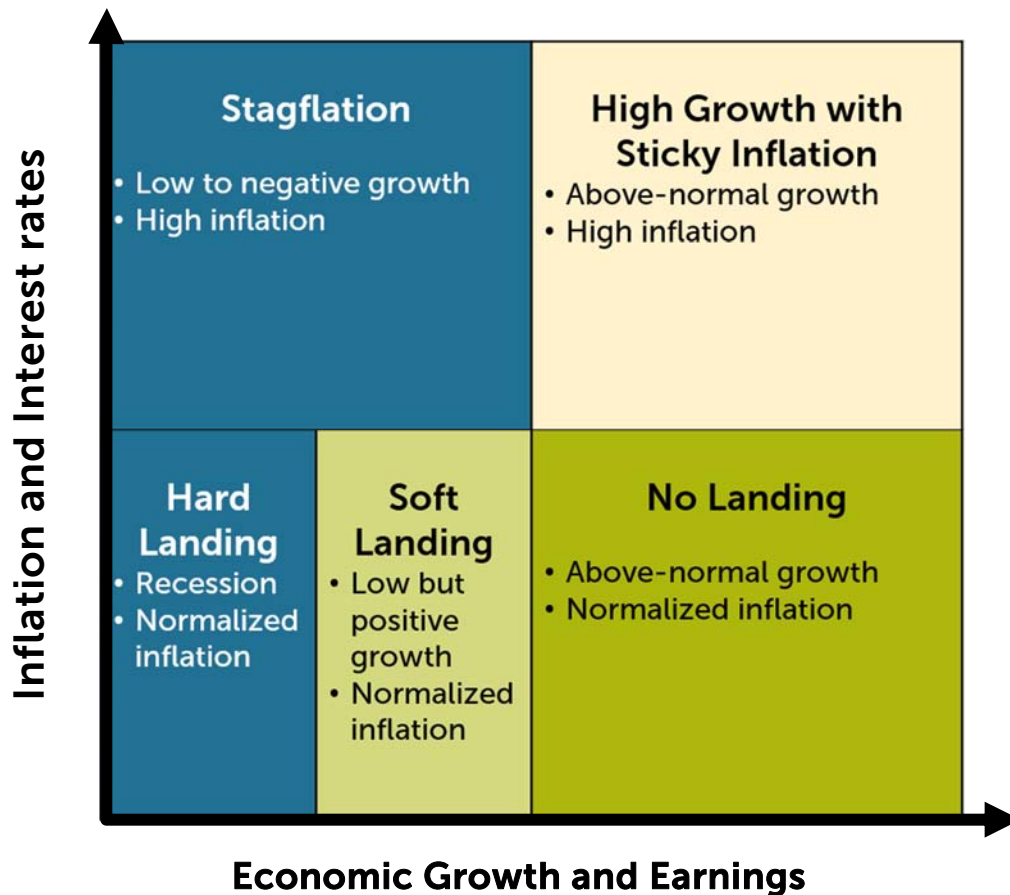 Inflation and Interest rates
Stagflation
• Low to negative growth
• High inflation
High Growth with
Sticky Inflation
• Above-normal growth
• High inflation
Hard
Landing
• Recession
• Normalized
inflation
Soft
Landing
• Low but
positive
growth
• Normalized
inflation
No Landing
• Above-normal growth
• Normalized inflation
Economic Growth and Earnings